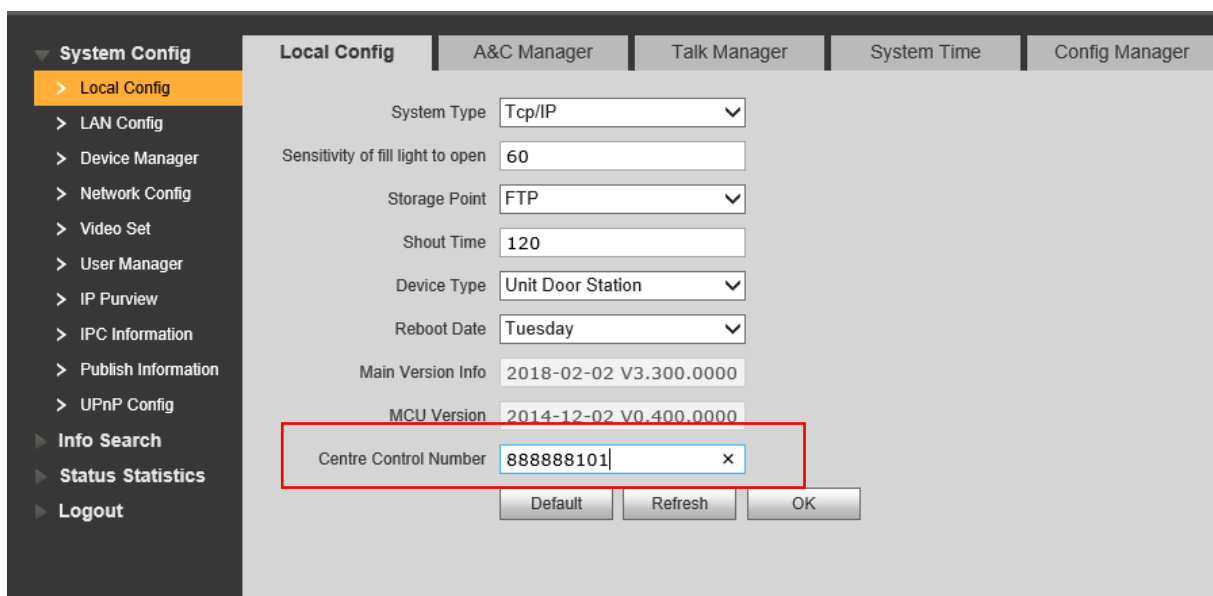 System Config
Local Config
LAN Config
Device Manager
Network Config
Video Set
User Manager
IP Purview
IPC Information
Publish Information
UPnP Config
Info Search
Status Statistics
Logout
Local Config A&C Manager Talk Manager System Time Config Manager
System Type Tcp/IP
Sensitivity of fill light to open 60
Storage Point FTP
Shout Time 120
Device Type Unit Door Station
Reboot Date Tuesday
Main Version Info 2018-02-02 V3.300.0000
MCU Version 2014-12-02 V0.400.0000
Centre Control Number 888888101 ×
Default Refresh OK